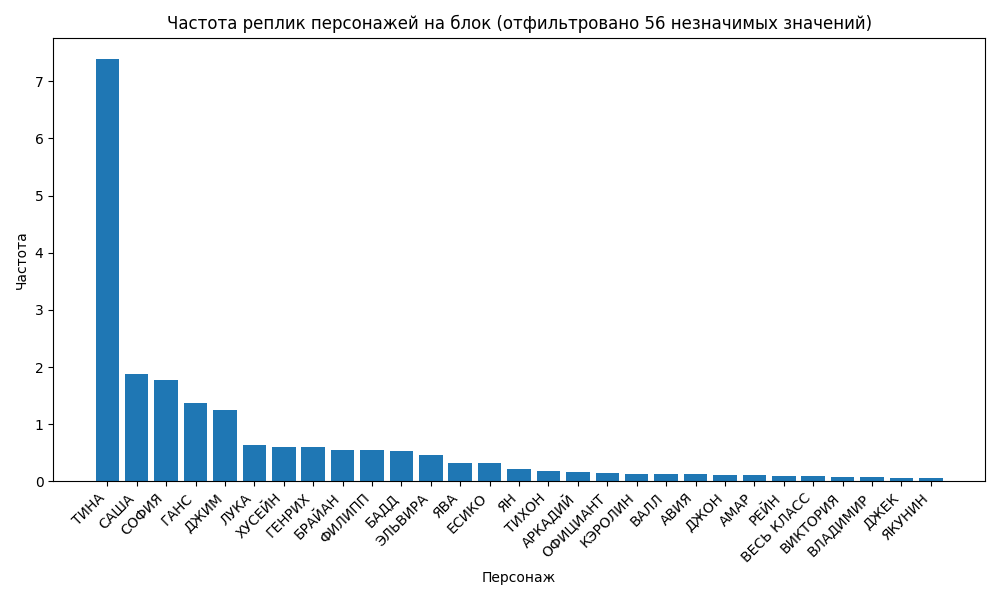 Частота реплик персонажей на блок (отфильтровано 56 незначимых значений)
Частота
7
6
5
4
3
2
1
0
ТИНА
САША
СОФИЯ
ГАНС
ДЖИМ
ЛУКА
ХУСЕЙН
ГЕНРИХ
БРАЙАН
ФИЛИПП
БАДД
ЭЛЬВИРА
ЯВА
ЕСИКО
ЯН
ТИХОН
АРКАДИЙ
ОФИЦИАНТ
КЭРОЛИН
ВАЛЛ
АВИЯ
ДЖОН
АМАР
РЕЙН
ВЕСЬ КЛАСС
ВИКТОРИЯ
ВЛАДИМИР
ДЖЕК
ЯКУНИН
Персонаж